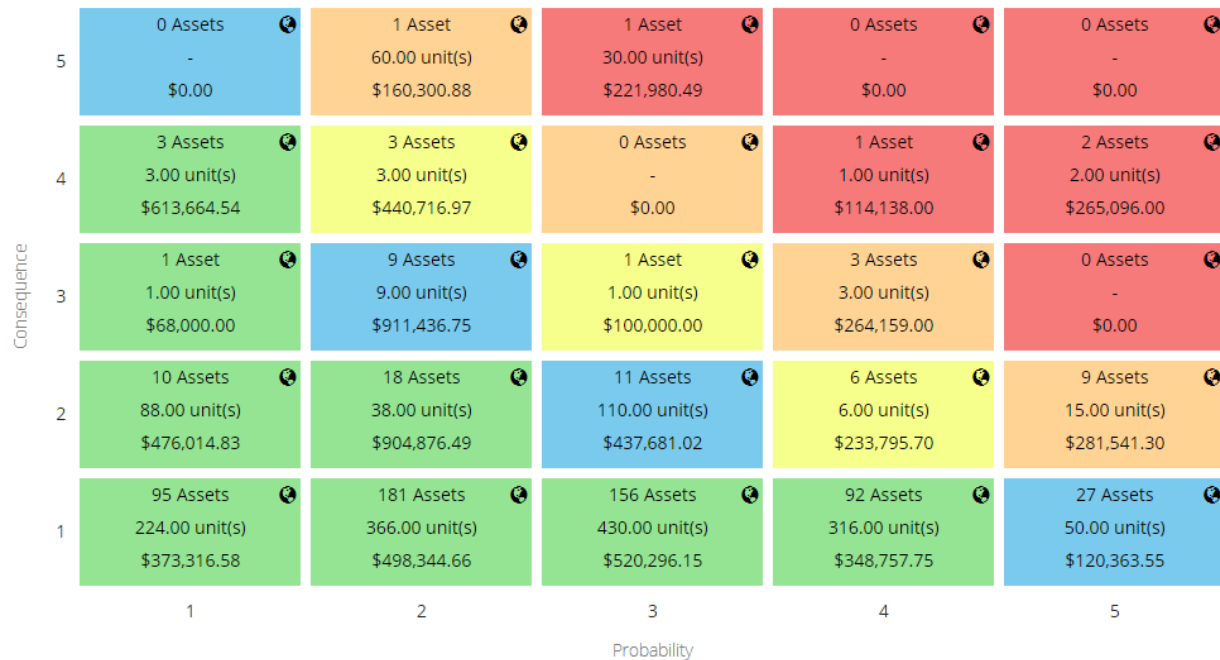 5
0 Assets
-
$0.00
1 Asset
60.00 unit(s)
$160,300.88
1 Asset
30.00 unit(s)
$221,980.49
0 Assets
-
$0.00
0 Assets
-
$0.00
4
3 Assets
3.00 unit(s)
$613,664.54
3 Assets
3.00 unit(s)
$440,716.97
0 Assets
-
$0.00
1 Asset
1.00 unit(s)
$114,138.00
2 Assets
2.00 unit(s)
$265,096.00
Consequence
3
1 Asset
1.00 unit(s)
$68,000.00
9 Assets
9.00 unit(s)
$911,436.75
1 Asset
1.00 unit(s)
$100,000.00
3 Assets
3.00 unit(s)
$264,159.00
0 Assets
-
$0.00
2
10 Assets
88.00 unit(s)
$476,014.83
18 Assets
38.00 unit(s)
$904,876.49
11 Assets
110.00 unit(s)
$437,681.02
6 Assets
6.00 unit(s)
$233,795.70
9 Assets
15.00 unit(s)
$281,541.30
1
95 Assets
224.00 unit(s)
$373,316.58
181 Assets
366.00 unit(s)
$498,344.66
156 Assets
430.00 unit(s)
$520,296.15
92 Assets
316.00 unit(s)
$348,757.75
27 Assets
50.00 unit(s)
$120,363.55
1
2
3
4
5
Probability